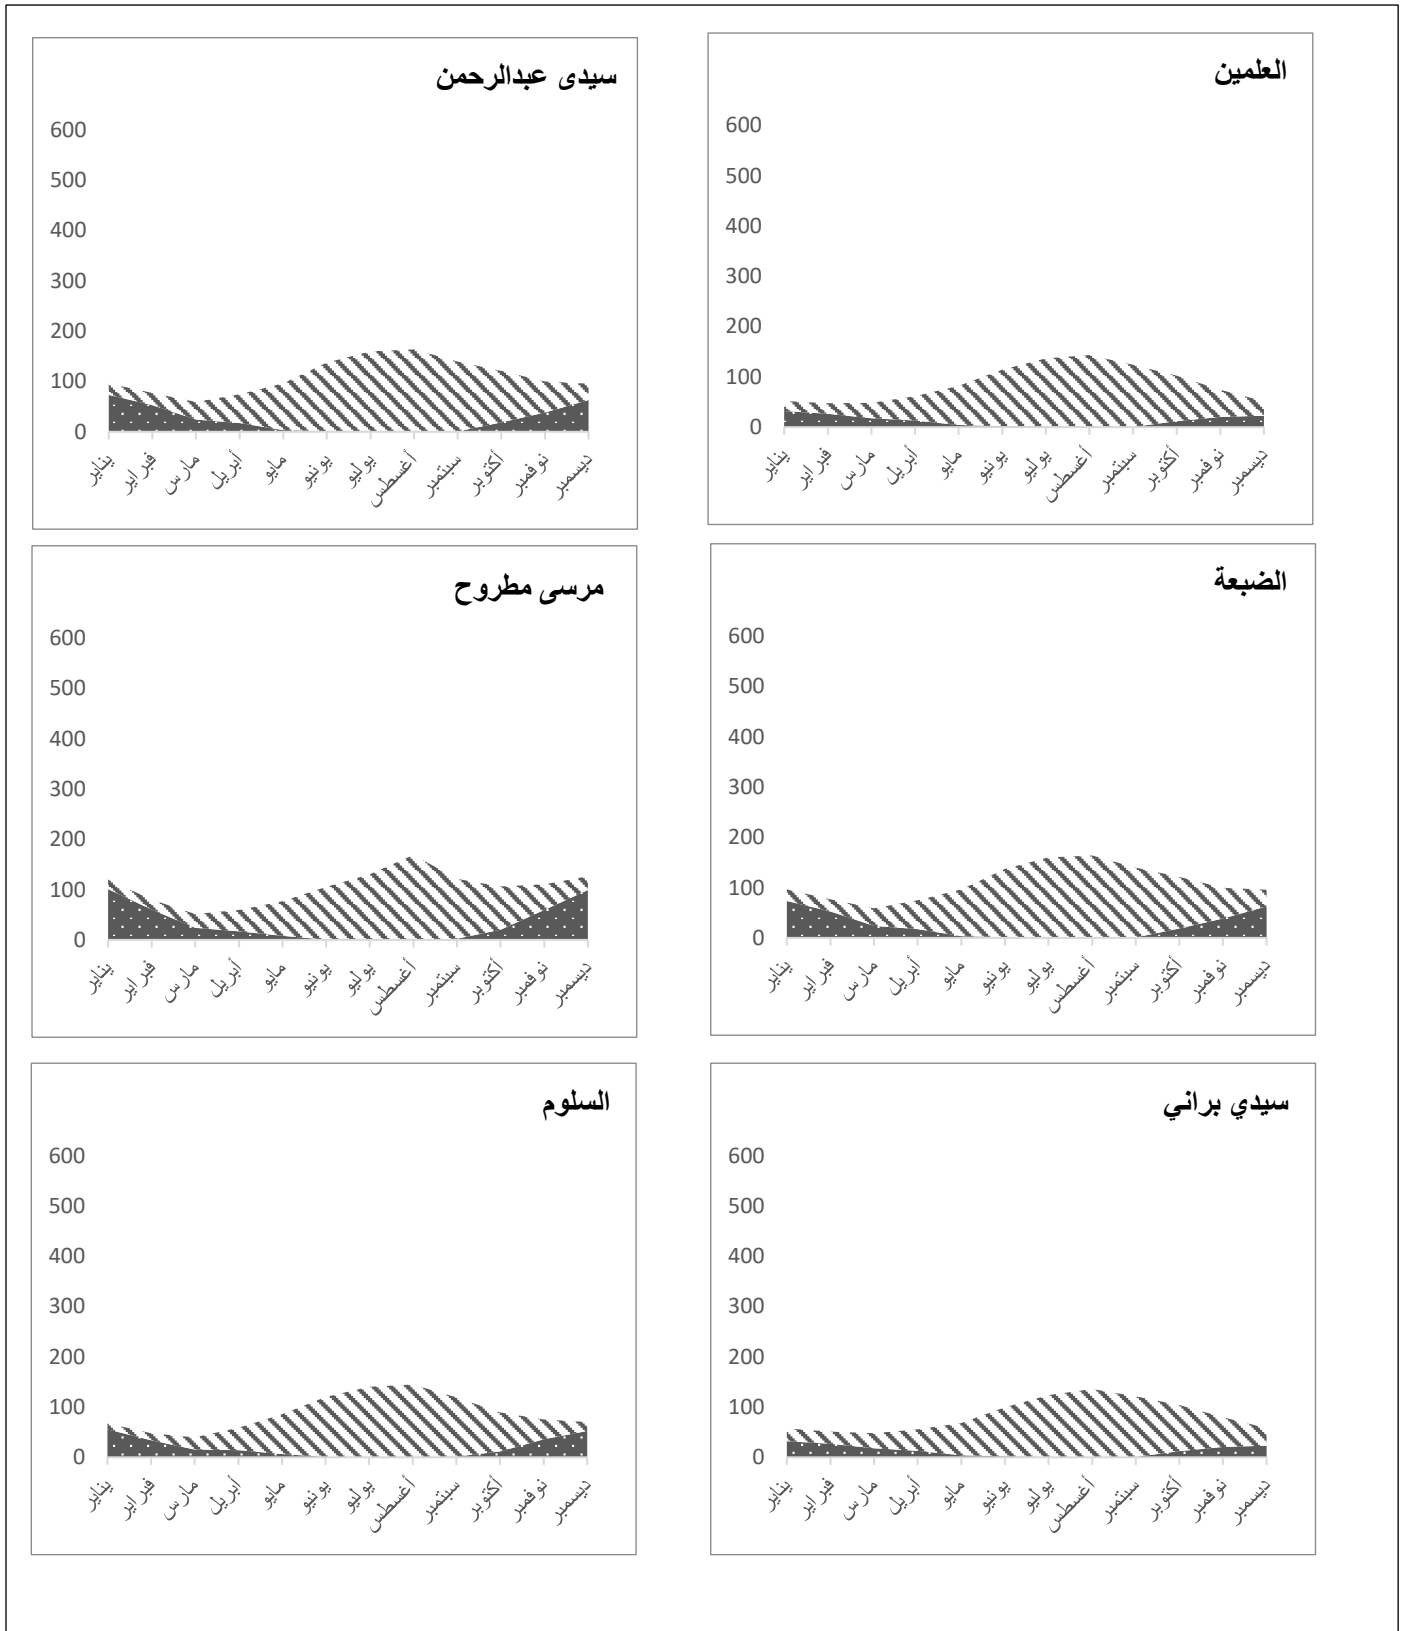 العلمين
600
500
400
300
200
100
0
يناير
فبراير
مارس
أبريل
مايو
يونيو
يوليو
أغسطس
سبتمبر
أكتوبر
نوفمبر
ديسمبر
سيدى عبدالرحمن
600
500
400
300
200
100
0
يناير
فبراير
مارس
أبريل
مايو
يونيو
يوليو
أغسطس
سبتمبر
أكتوبر
نوفمبر
ديسمبر
الضبعة
600
500
400
300
200
100
0
يناير
فبراير
مارس
أبريل
مايو
يونيو
يوليو
أغسطس
سبتمبر
أكتوبر
نوفمبر
ديسمبر
مرسى مطروح
600
500
400
300
200
100
0
يناير
فبراير
مارس
أبريل
مايو
يونيو
يوليو
أغسطس
سبتمبر
أكتوبر
نوفمبر
ديسمبر
سيدي براني
600
500
400
300
200
100
0
يناير
فبراير
مارس
أبريل
مايو
يونيو
يوليو
أغسطس
سبتمبر
أكتوبر
نوفمبر
ديسمبر
السلوم
600
500
400
300
200
100
0
يناير
فبراير
مارس
أبريل
مايو
يونيو
يوليو
أغسطس
سبتمبر
أكتوبر
نوفمبر
ديسمبر